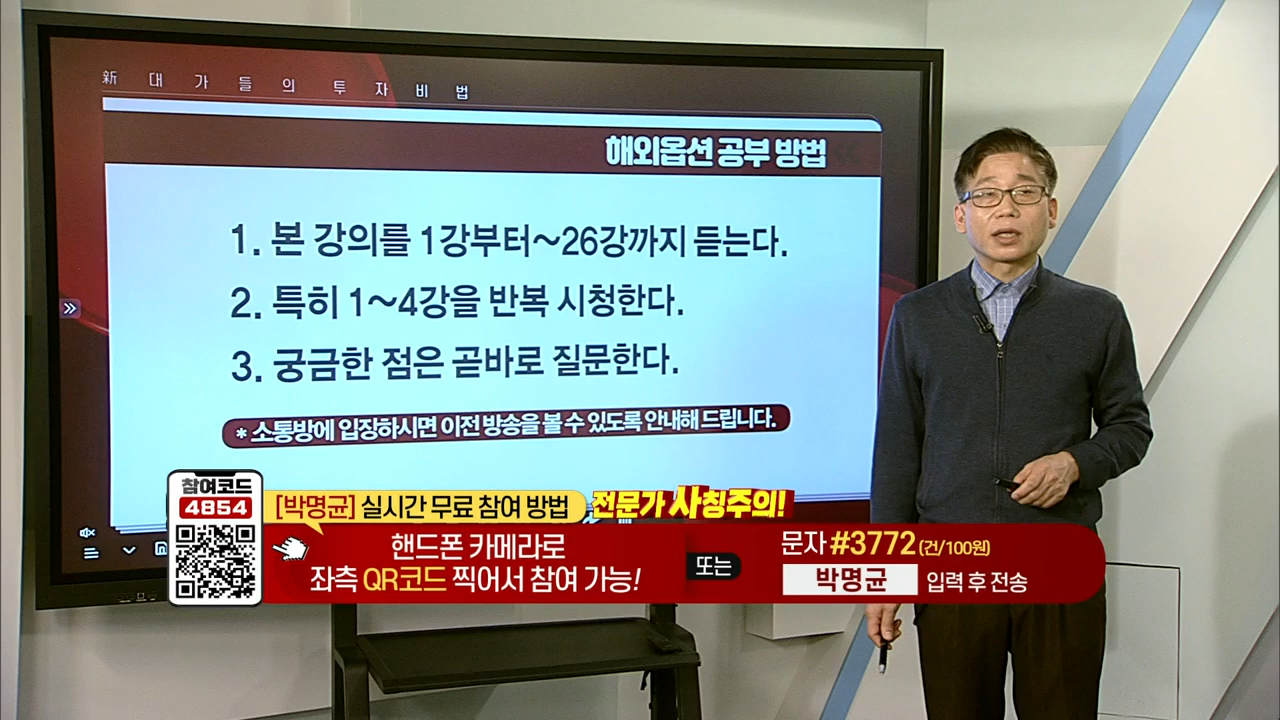 新 대 가 들 의 투 자 비 법
해외옵션 공부 방법
1. 본 강의를 1강부터~26강까지 듣는다.
2. 특히 1~4강을 반복 시청한다.
3. 궁금한 점은 곧바로 질문한다.
* 소통방에 입장하시면 이전 방송을 볼 수 있도록 안내해 드립니다.
참여코드
4854
[박명균] 실시간 무료 참여 방법
전문가 사칭주의!
핸드폰 카메라로
좌측 QR코드 찍어서 참여 가능!
또는
문자 #3772 (건/100원)
박명균 입력 후 전송